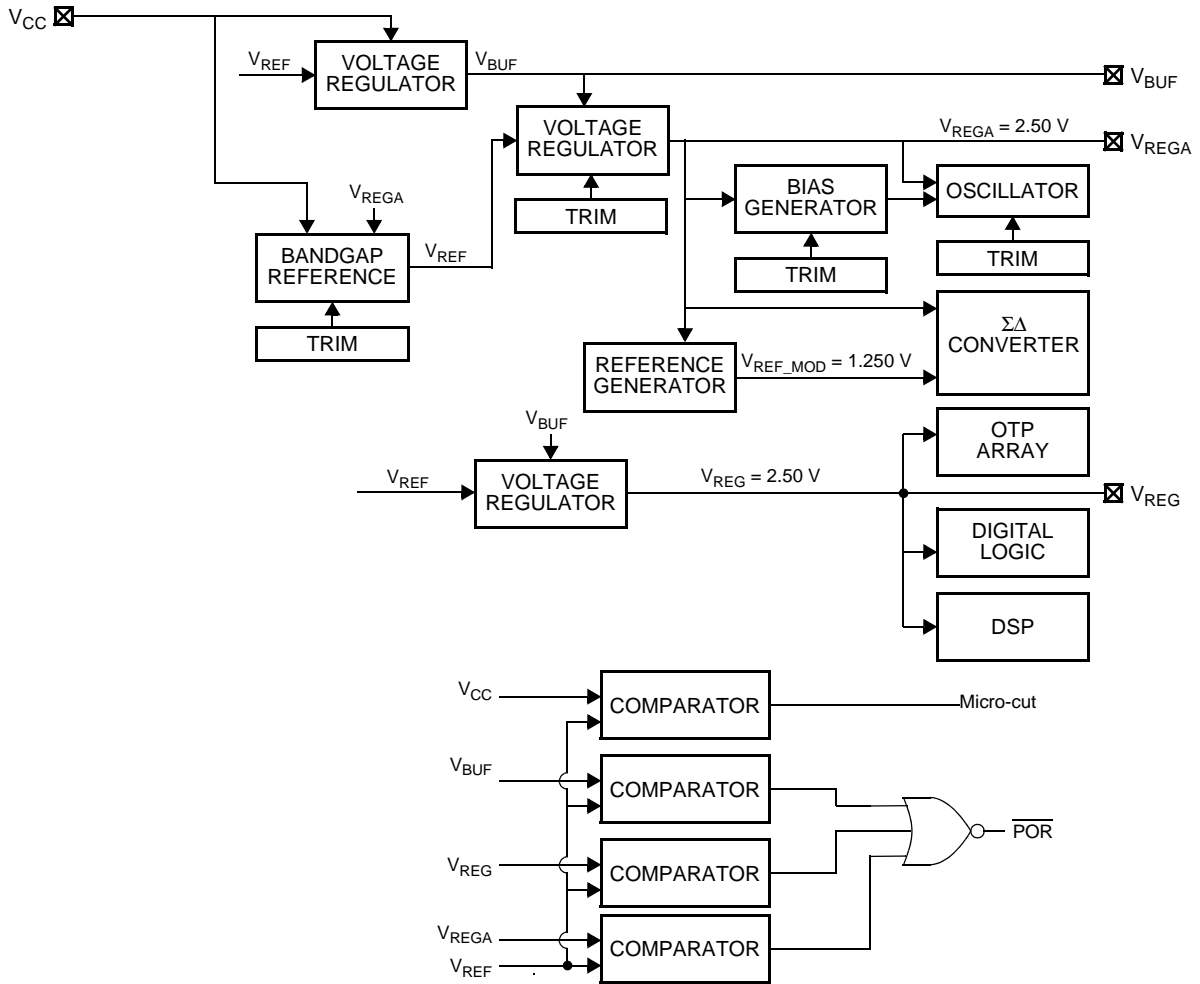 VCC
VREF
VOLTAGE
REGULATOR
VBUF
VBUF
VOLTAGE
REGULATOR
VREGA = 2.50 V
VREGA
TRIM
BIAS
GENERATOR
OSCILLATOR
VREGA
BANDGAP
REFERENCE
VREF
TRIM
TRIM
TRIM
REFERENCE
GENERATOR
VREF_MOD = 1.250 V
ΣΔ
CONVERTER
VBUF
VREF
VOLTAGE
REGULATOR
VREG = 2.50 V
OTP
ARRAY
VREG
DIGITAL
LOGIC
DSP
VCC
COMPARATOR
Micro-cut
VBUF
COMPARATOR
POR
VREG
COMPARATOR
VREGA
VREF
COMPARATOR